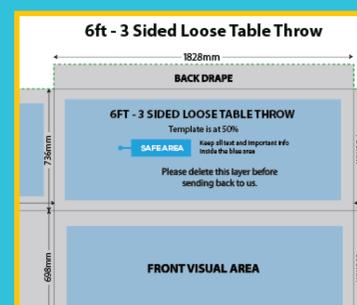 6ft - 3 Sided Loose Table Throw
1828mm
BACK DRAPE
6FT - 3 SIDED LOOSE TABLE THROW
Template is at 50%
SAFE AREA
Keep all text and important info
inside the blue area
736mm
Please delete this layer before
sending back to us.
698mm
FRONT VISUAL AREA